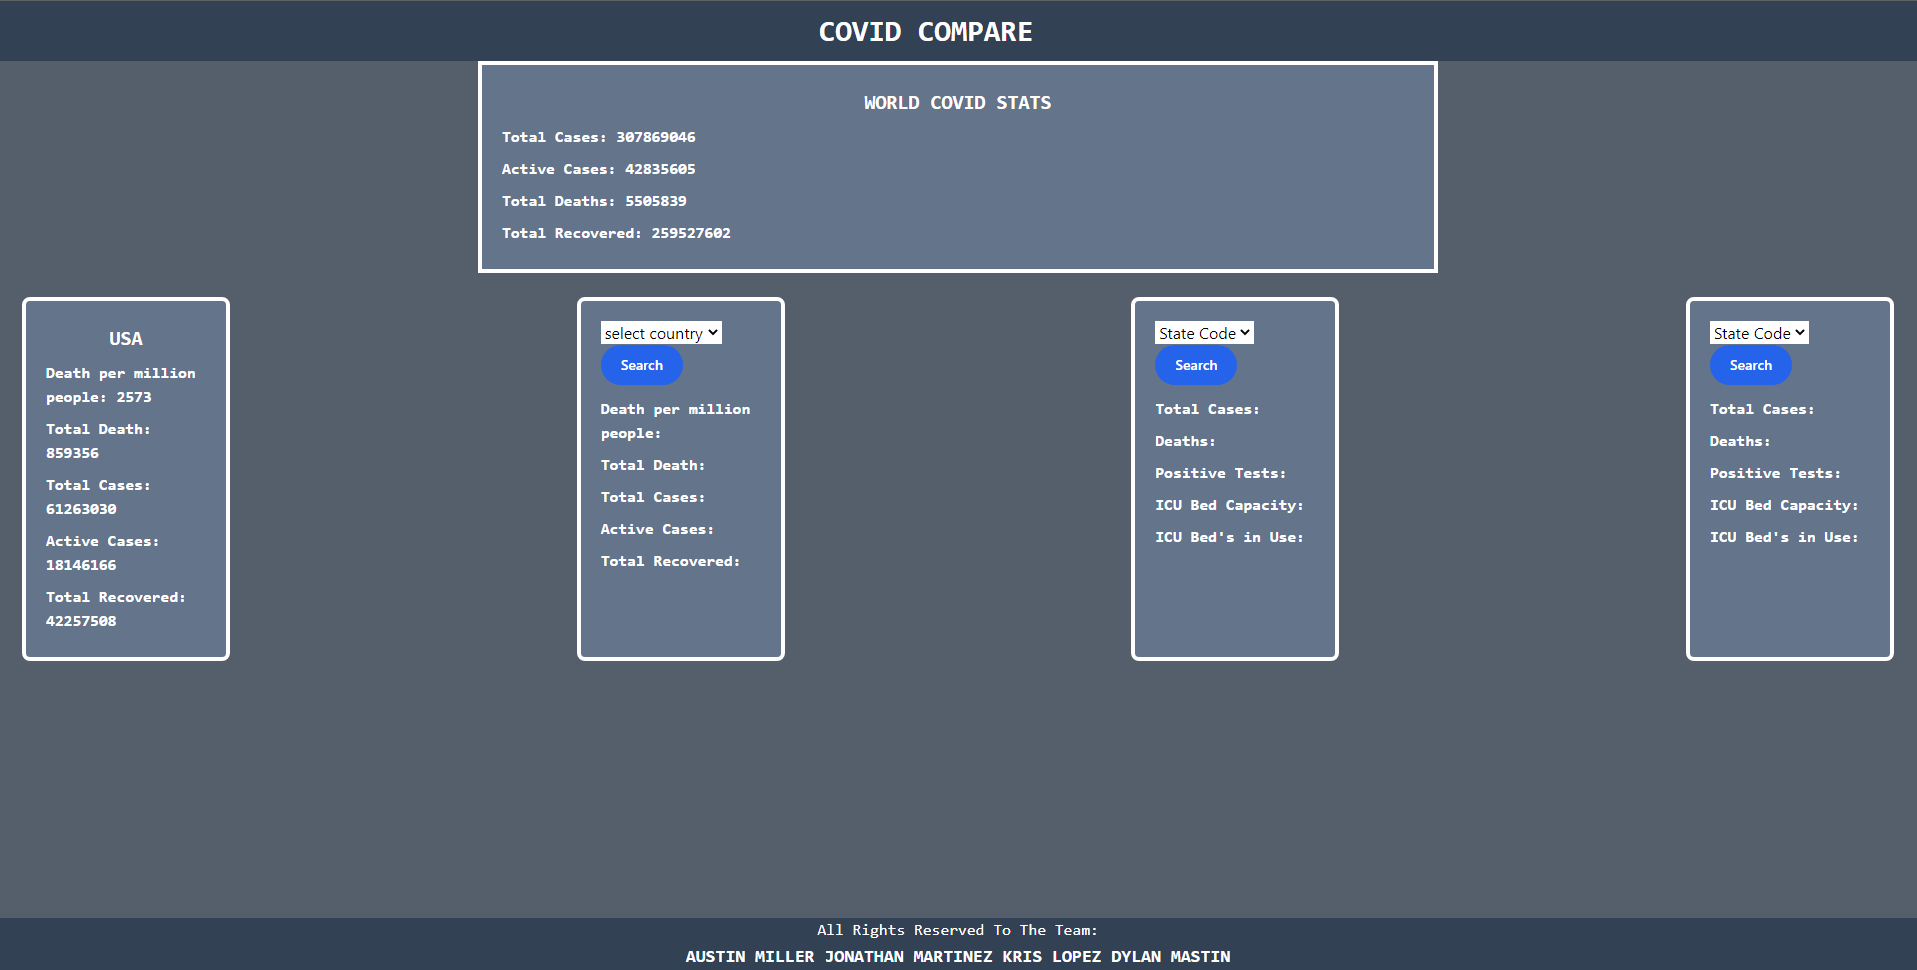 COVID COMPARE
WORLD COVID STATS
Total Cases: 307869046
Active Cases: 42835605
Total Deaths: 5505839
Total Recovered: 259527602
USA
Death per million
people: 2573
Total Death:
859356
Total Cases:
61263030
Active Cases:
18146166
Total Recovered:
42257508
select country
Search
Death per million
people:
Total Death:
Total Cases:
Active Cases:
Total Recovered:
State Code
Search
Total Cases:
Deaths:
Positive Tests:
ICU Bed Capacity:
ICU Bed's in Use:
State Code
Search
Total Cases:
Deaths:
Positive Tests:
ICU Bed Capacity:
ICU Bed's in Use:
All Rights Reserved To The Team:
AUSTIN MILLER JONATHAN MARTINEZ KRIS LOPEZ DYLAN MASTIN